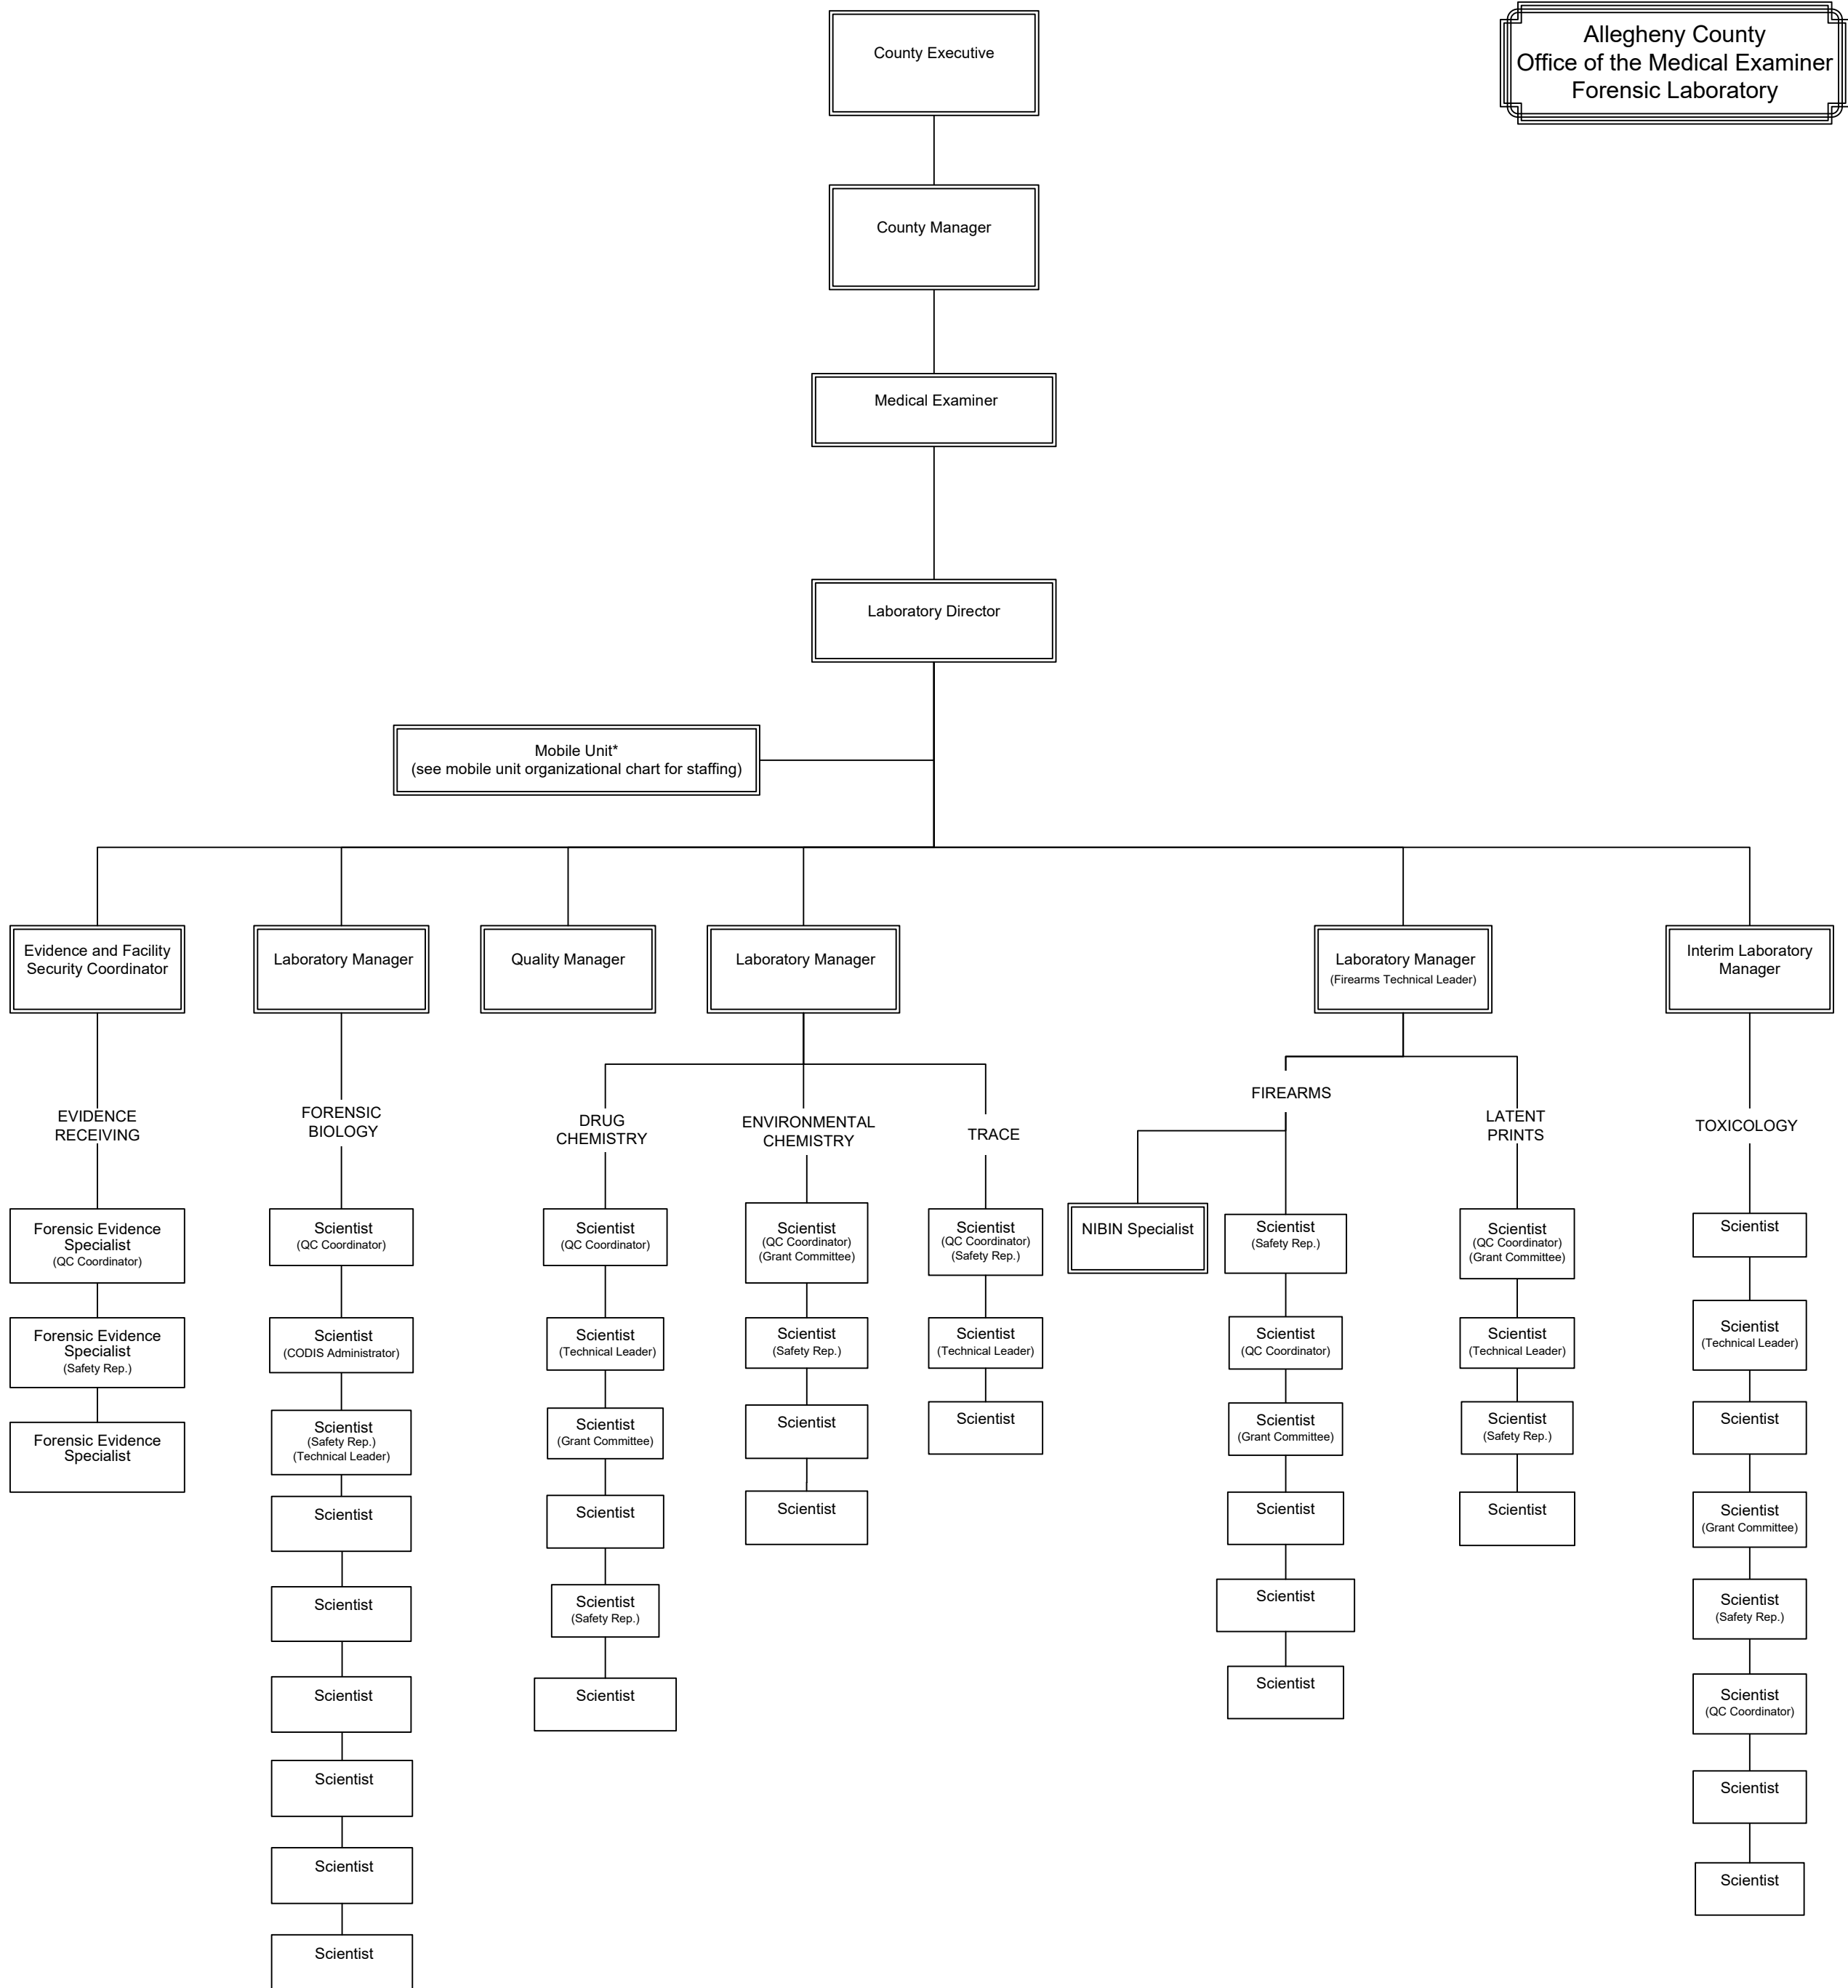 Allegheny County
Office of the Medical Examiner
Forensic Laboratory
County Executive
County Manager
Medical Examiner
Laboratory Director
Mobile Unit*
(see mobile unit organizational chart for staffing)
Evidence and Facility
Security Coordinator
Laboratory Manager
Quality Manager
Laboratory Manager
Laboratory Manager
(Firearms Technical Leader)
Interim Laboratory
Manager
EVIDENCE
RECEIVING
Forensic Evidence
Specialist
(QC Coordinator)
Forensic Evidence
Specialist
(Safety Rep.)
Forensic Evidence
Specialist
FORENSIC
BIOLOGY
Scientist
(QC Coordinator)
Scientist
(CODIS Administrator)
Scientist
(Safety Rep.)
(Technical Leader)
Scientist
Scientist
Scientist
Scientist
Scientist
Scientist
DRUG
CHEMISTRY
Scientist
(QC Coordinator)
Scientist
(Technical Leader)
Scientist
(Grant Committee)
Scientist
Scientist
(Safety Rep.)
Scientist
ENVIRONMENTAL
CHEMISTRY
Scientist
(QC Coordinator)
(Grant Committee)
Scientist
(Safety Rep.)
Scientist
Scientist
TRACE
Scientist
(QC Coordinator)
(Safety Rep.)
Scientist
(Technical Leader)
Scientist
FIREARMS
NIBIN Specialist
Scientist
(Safety Rep.)
Scientist
(QC Coordinator)
Scientist
(Grant Committee)
Scientist
Scientist
Scientist
LATENT
PRINTS
Scientist
(QC Coordinator)
(Grant Committee)
Scientist
(Technical Leader)
Scientist
(Safety Rep.)
Scientist
TOXICOLOGY
Scientist
Scientist
(Technical Leader)
Scientist
Scientist
(Grant Committee)
Scientist
(Safety Rep.)
Scientist
(QC Coordinator)
Scientist
Scientist